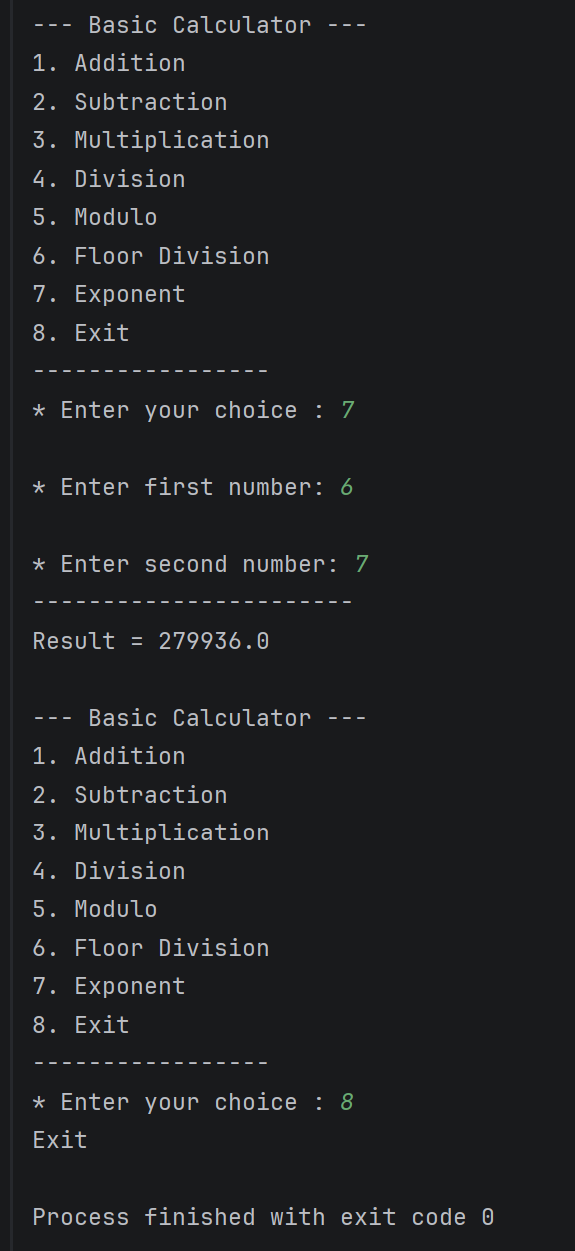 --- Basic Calculator ---
1. Addition
2. Subtraction
3. Multiplication
4. Division
5. Modulo
6. Floor Division
7. Exponent
8. Exit
-----------------
* Enter your choice : 7
* Enter first number: 6
* Enter second number: 7
-----------------------
Result = 279936.0
--- Basic Calculator ---
1. Addition
2. Subtraction
3. Multiplication
4. Division
5. Modulo
6. Floor Division
7. Exponent
8. Exit
-----------------
* Enter your choice : 8
Exit
Process finished with exit code 0